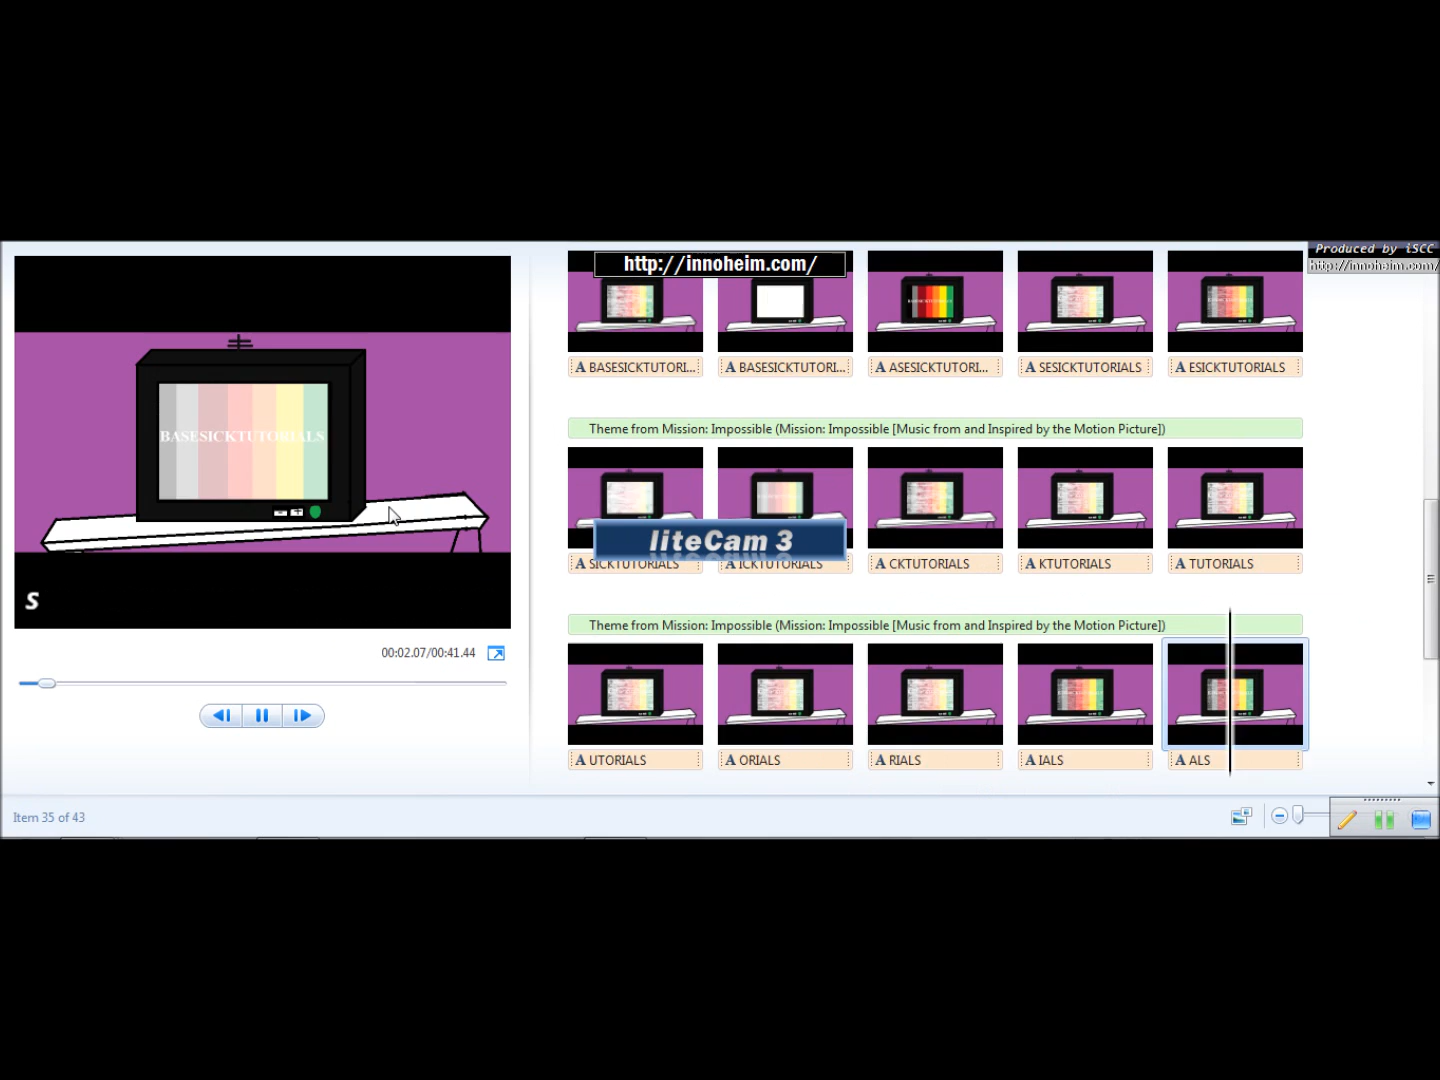 Produced by iSCC
http://innoheim.com/
http://innoheim.com/
BASESICKTUTORIALS
S
00:02.07/00:41.44
Item 35 of 43
A BASESICKTUTORI...
A BASESICKTUTORI...
A ASESICKTUTORI...
A SESICKTUTORIALS
A ESICKTUTORIALS
Theme from Mission: Impossible (Mission: Impossible [Music from and Inspired by the Motion Picture])
liteCam 3
A SICKTUTORIALS
A ICKTUTORIALS
A CKTUTORIALS
A KTUTORIALS
A TUTORIALS
Theme from Mission: Impossible (Mission: Impossible [Music from and Inspired by the Motion Picture])
A UTORIALS
A ORIALS
A RIALS
A IALS
A ALS